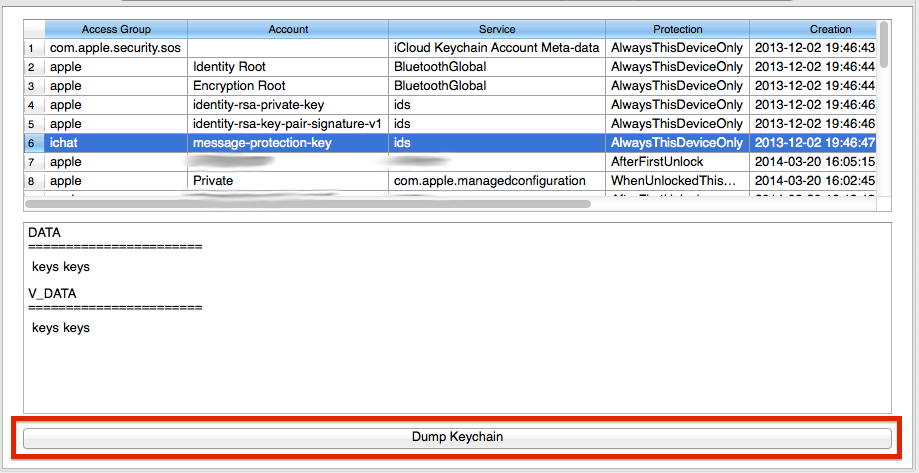 Access Group Account Service Protection Creation
1 com.apple.security.sos iCloud Keychain Account Meta-data AlwaysThisDeviceOnly 2013-12-02 19:46:43
2 apple Identity Root BluetoothGlobal AlwaysThisDeviceOnly 2013-12-02 19:46:44
3 apple Encryption Root BluetoothGlobal AlwaysThisDeviceOnly 2013-12-02 19:46:44
4 apple identity-rsa-private-key ids AlwaysThisDeviceOnly 2013-12-02 19:46:46
5 apple identity-rsa-key-pair-signature-v1 ids AlwaysThisDeviceOnly 2013-12-02 19:46:46
6 ichat message-protection-key ids AlwaysThisDeviceOnly 2013-12-02 19:46:47
7 apple AfterFirstUnlock 2014-03-20 16:05:15
8 apple Private com.apple.managedconfiguration WhenUnlockedThis... 2014-03-20 16:02:45
DATA
=======================
keys keys
V_DATA
=======================
keys keys
Dump Keychain